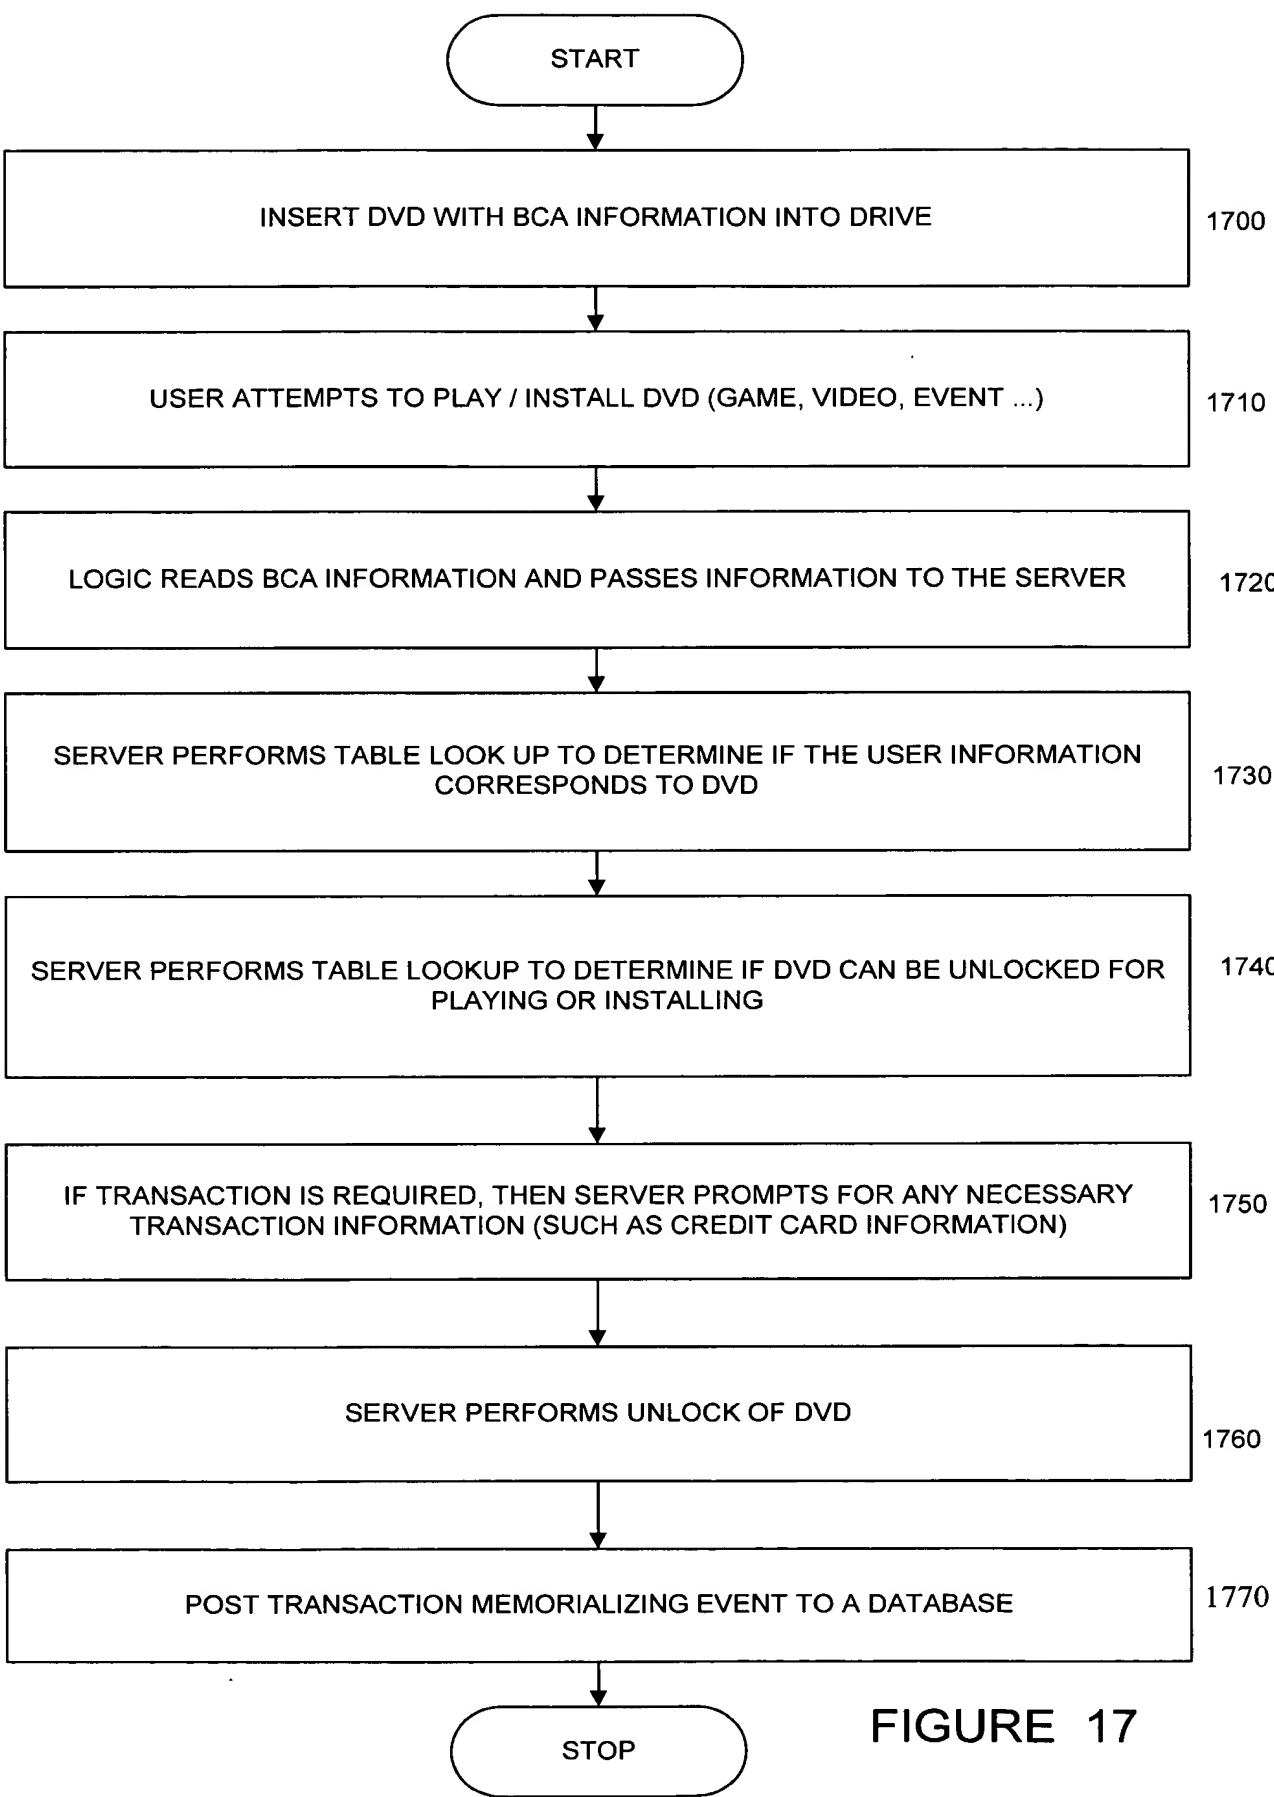 START
INSERT DVD WITH BCA INFORMATION INTO DRIVE
1700
USER ATTEMPTS TO PLAY / INSTALL DVD (GAME, VIDEO, EVENT ...)
1710
LOGIC READS BCA INFORMATION AND PASSES INFORMATION TO THE SERVER
1720
SERVER PERFORMS TABLE LOOK UP TO DETERMINE IF THE USER INFORMATION
CORRESPONDS TO DVD
1730
SERVER PERFORMS TABLE LOOKUP TO DETERMINE IF DVD CAN BE UNLOCKED FOR
PLAYING OR INSTALLING
1740
IF TRANSACTION IS REQUIRED, THEN SERVER PROMPTS FOR ANY NECESSARY
TRANSACTION INFORMATION (SUCH AS CREDIT CARD INFORMATION)
1750
SERVER PERFORMS UNLOCK OF DVD
1760
POST TRANSACTION MEMORIALIZING EVENT TO A DATABASE
1770
STOP
FIGURE 17